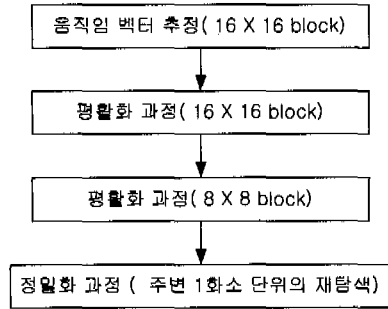 움직임 벡터 추정( 16 X 16 block)
평활화 과정( 16 X 16 block)
평활화 과정( 8 X 8 block)
정밀화 과정 ( 주변 1화소 단위의 재탐색)